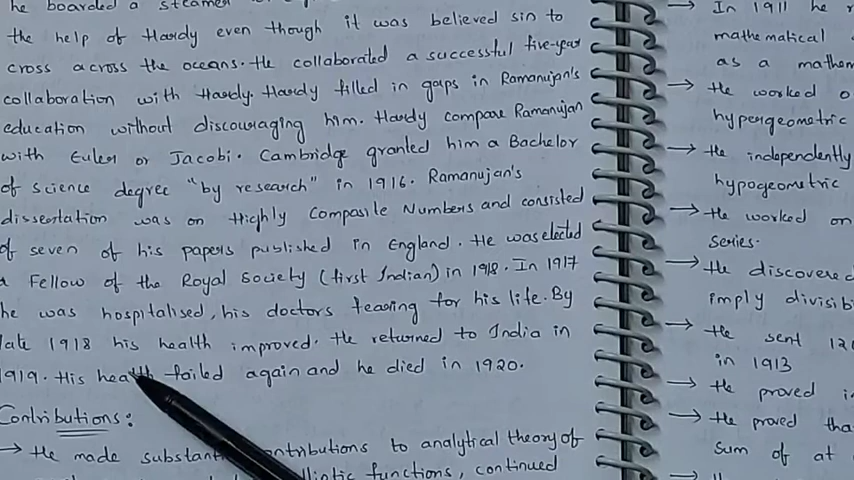 he boarded a steamer
the help of Hardy even though it was believed sin to
cross across the oceans. He collaborated a successful five-year
collaboration with Hardy. Hardy filled in gaps in Ramanujan's
education without discouraging him. Hardy compare Ramanujan
with Euler or Jacobi. Cambridge granted him a Bachelor
of science degree "by research" in 1916. Ramanujan's
dissertation was on Highly Composite Numbers and consisted
of seven of his papers published in England. He was elected
a Fellow of the Royal Society (first Indian) in 1918. In 1917
he was hospitalised, his doctors fearing for his life. By
late 1918 his health improved. He returned to India in
1919. His health failed again and he died in 1920.
Contributions:
→ He made contributions to analytical theory of
functions, continued
→ In 1911 he
mathematical
as a
→ He worked
hypergeometric
→ He independently
hypogeometric
→ He worked on
series.
→ He discovered
imply
→ He sent
in 1913
→ He proved
→ He proved
sum of at
→